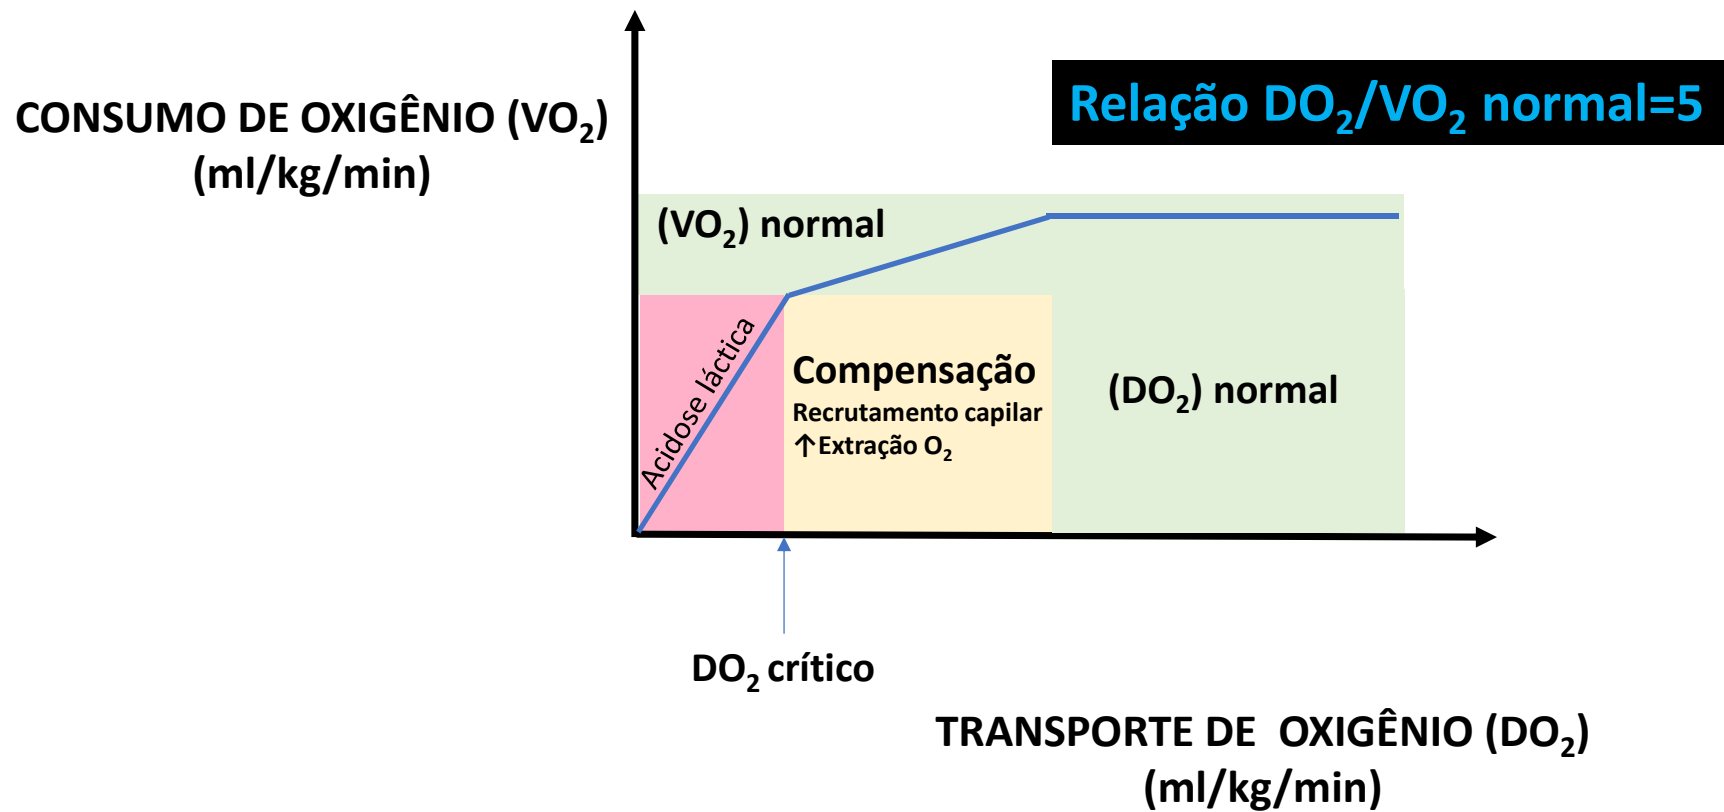 CONSUMO DE OXIGÊNIO (VO₂)
(ml/kg/min)
Relação DO₂/VO₂ normal=5
(VO₂) normal
Acidose láctica
Compensação
Recrutamento capilar
↑Extração O₂
(DO₂) normal
DO₂ crítico
TRANSPORTE DE OXIGÊNIO (DO₂)
(ml/kg/min)